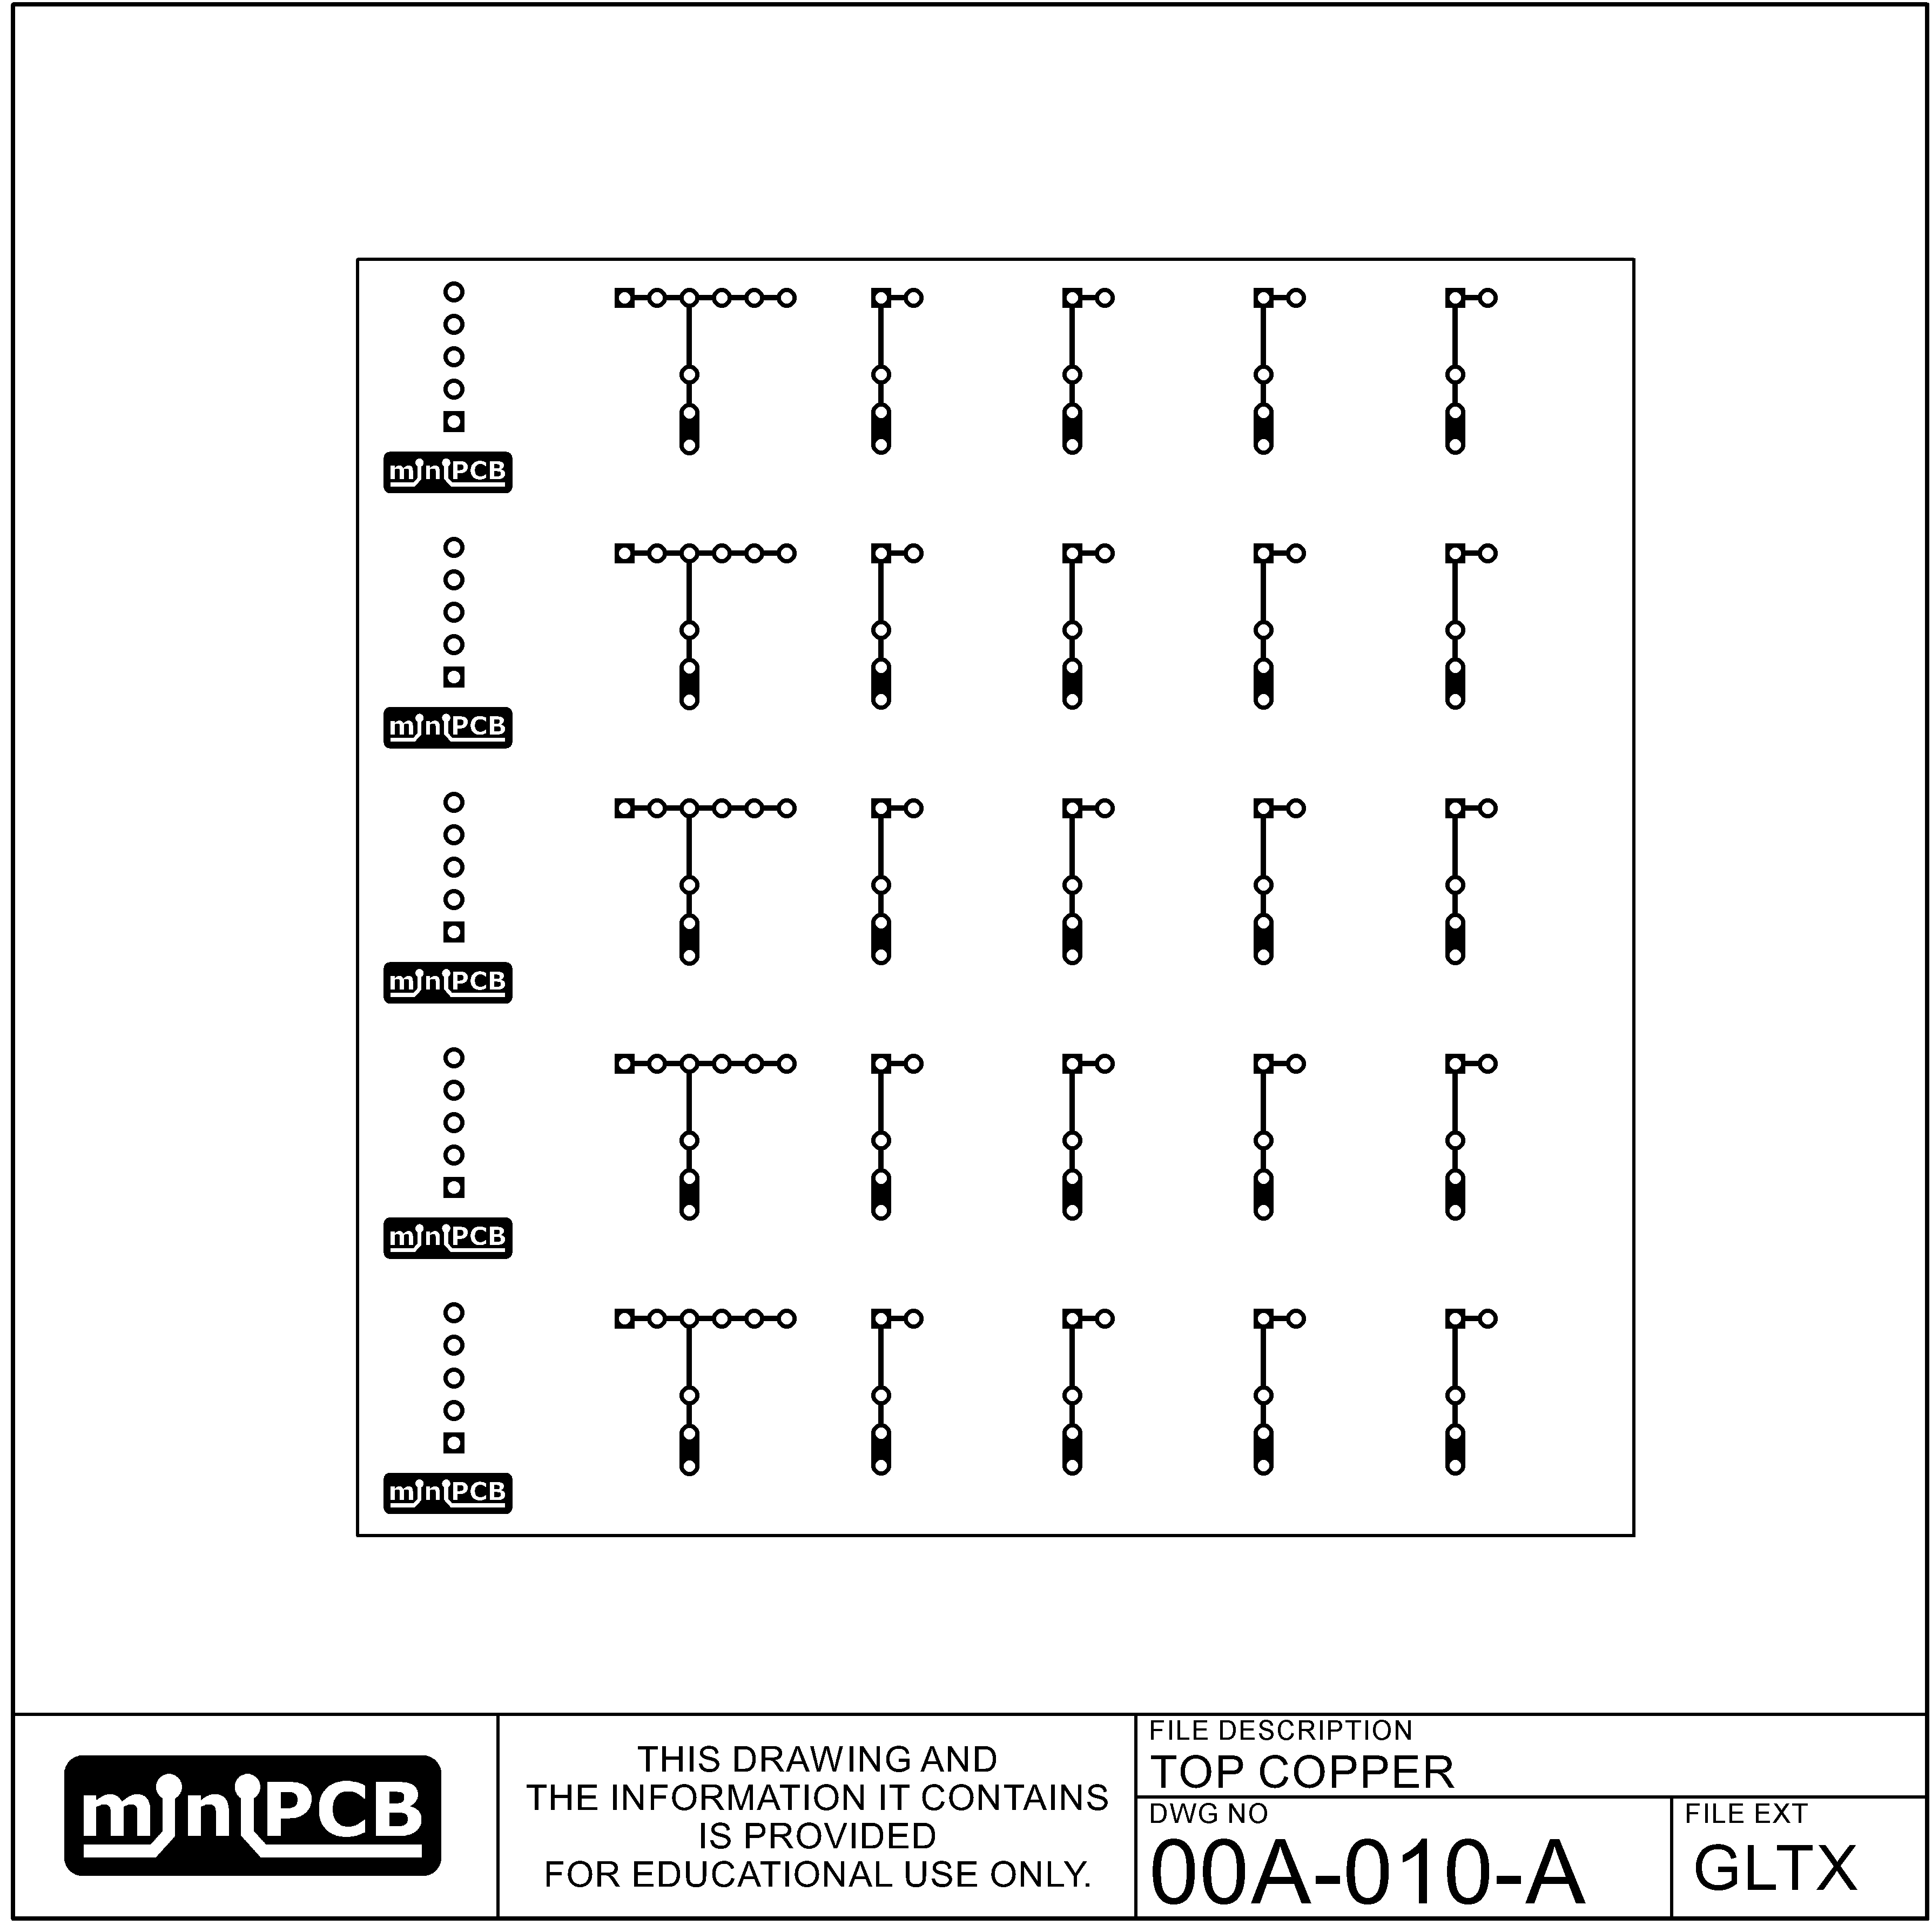 miniPCB
miniPCB
miniPCB
miniPCB
miniPCB
miniPCB
THIS DRAWING AND
THE INFORMATION IT CONTAINS
IS PROVIDED
FOR EDUCATIONAL USE ONLY.
FILE DESCRIPTION
TOP COPPER
DWG NO
00A-010-A
FILE EXT
GLTX